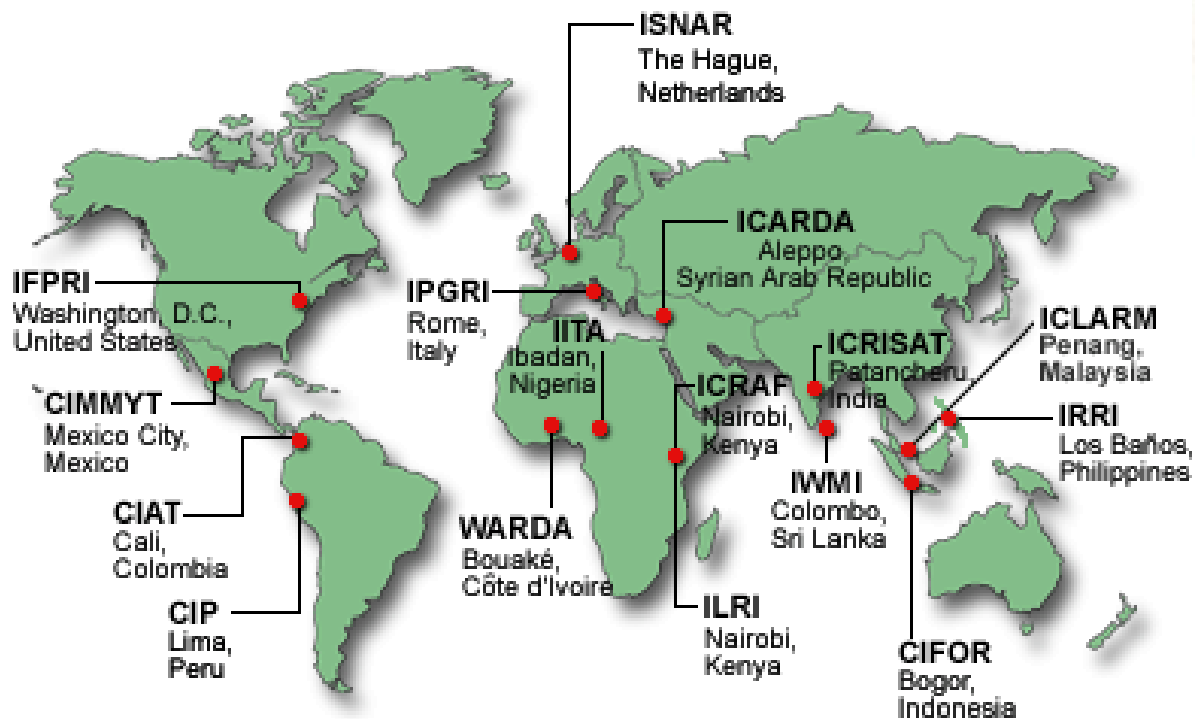 ISNAR
The Hague,
Netherlands
ICARDA
Aleppo
Syrian Arab Republic
IFPRI
Washington, D.C.,
United States
IPGRI
Rome,
Italy
IITA
Ibadan,
Nigeria
ICLARM
Penang,
Malaysia
ICRISAT
Patancheru
India
ICRAF
Nairobi,
Kenya
CIMMYT
Mexico City,
Mexico
IRRI
Los Baños,
Philippines
IWMI
Colombo,
Sri Lanka
CIAT
Cali,
Colombia
WARDA
Bouaké,
Côte d'Ivoire
CIP
Lima,
Peru
ILRI
Nairobi,
Kenya
CIFOR
Bogor,
Indonesia